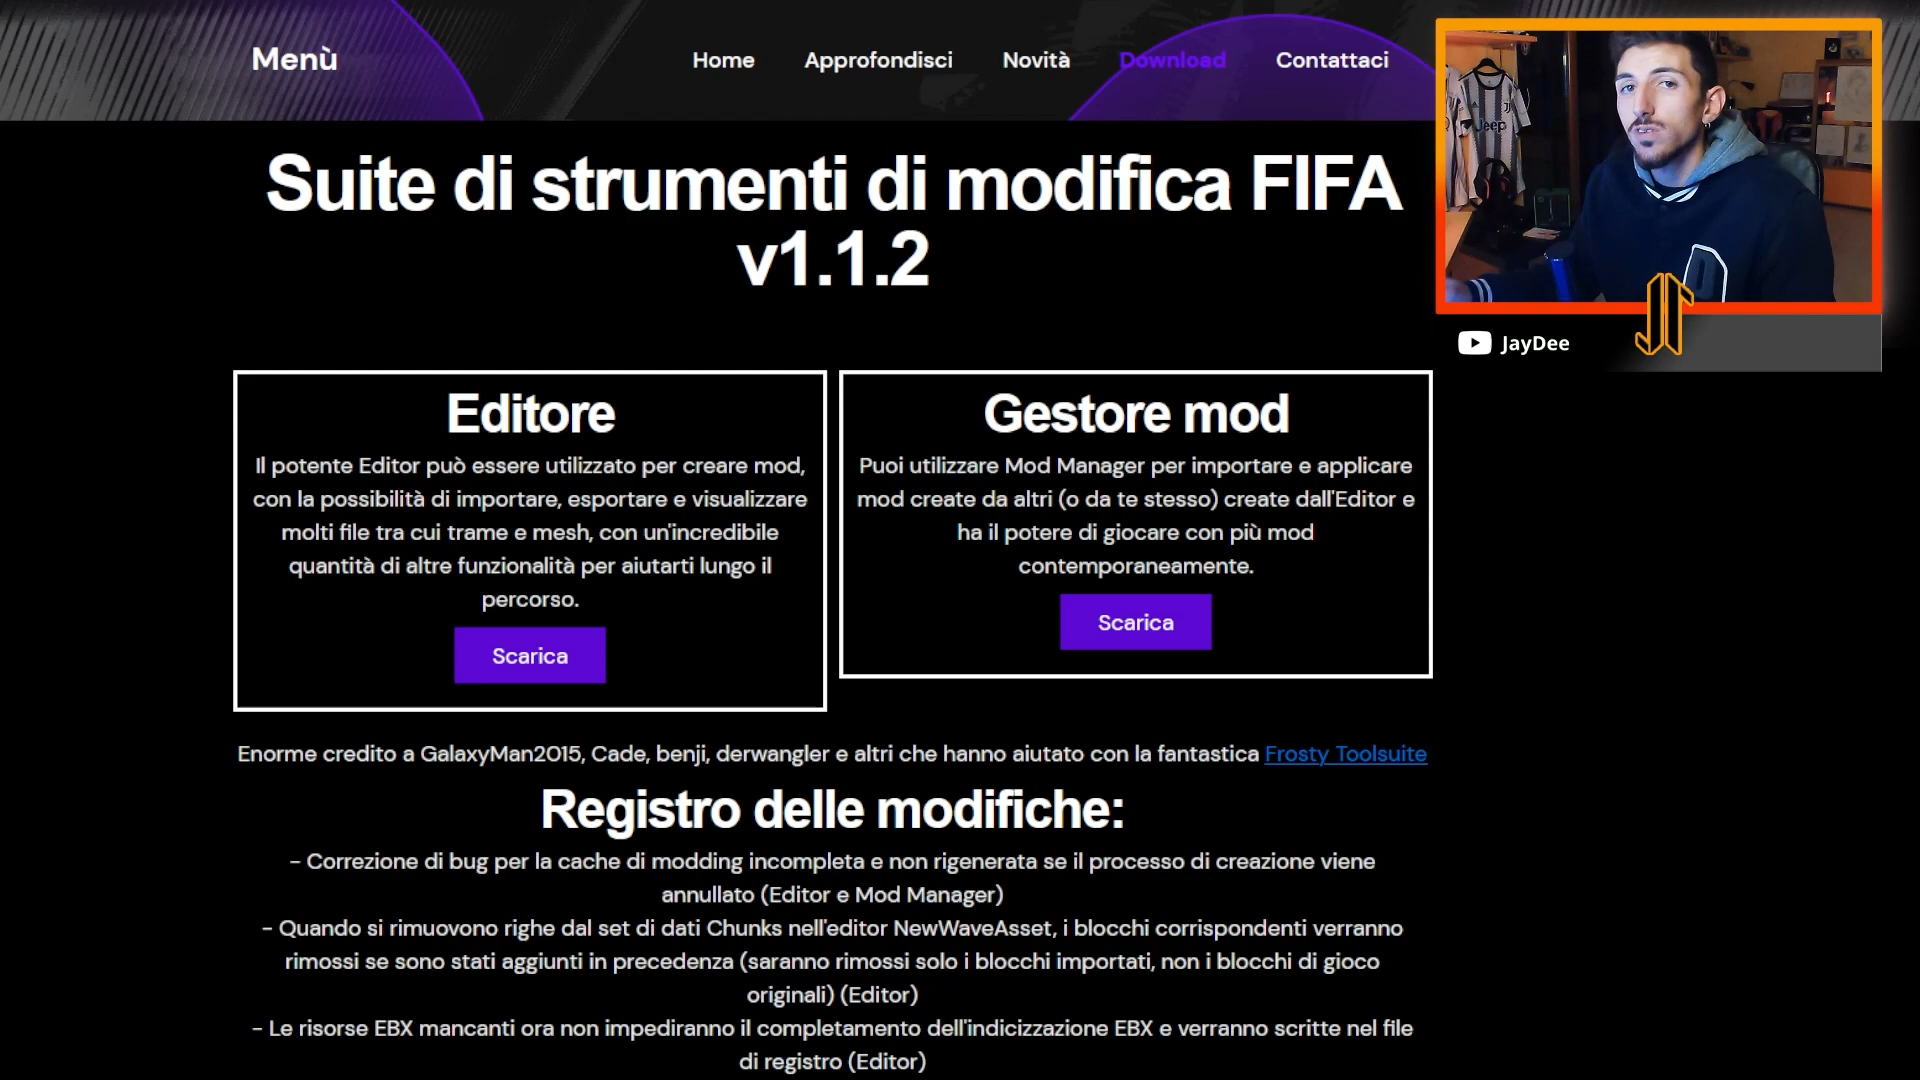 Menù
Home Approfondisci Novità Download Contattaci
Jeep
Suite di strumenti di modifica FIFA
v1.1.2
JayDee
Editore
Il potente Editor può essere utilizzato per creare mod,
con la possibilità di importare, esportare e visualizzare
molti file tra cui trame e mesh, con un'incredibile
quantità di altre funzionalità per aiutarti lungo il
percorso.
Scarica
Gestore mod
Puoi utilizzare Mod Manager per importare e applicare
mod create da altri (o da te stesso) create dall'Editor e
ha il potere di giocare con più mod
contemporaneamente.
Scarica
Enorme credito a GalaxyMan2015, Cade, benji, derwangler e altri che hanno aiutato con la fantastica Frosty Toolsuite
Registro delle modifiche:
- Correzione di bug per la cache di modding incompleta e non rigenerata se il processo di creazione viene
annullato (Editor e Mod Manager)
- Quando si rimuovono righe dal set di dati Chunks nell'editor NewWaveAsset, i blocchi corrispondenti verranno
rimossi se sono stati aggiunti in precedenza (saranno rimossi solo i blocchi importati, non i blocchi di gioco
originali) (Editor)
- Le risorse EBX mancanti ora non impediranno il completamento dell'indicizzazione EBX e verranno scritte nel file
di registro (Editor)